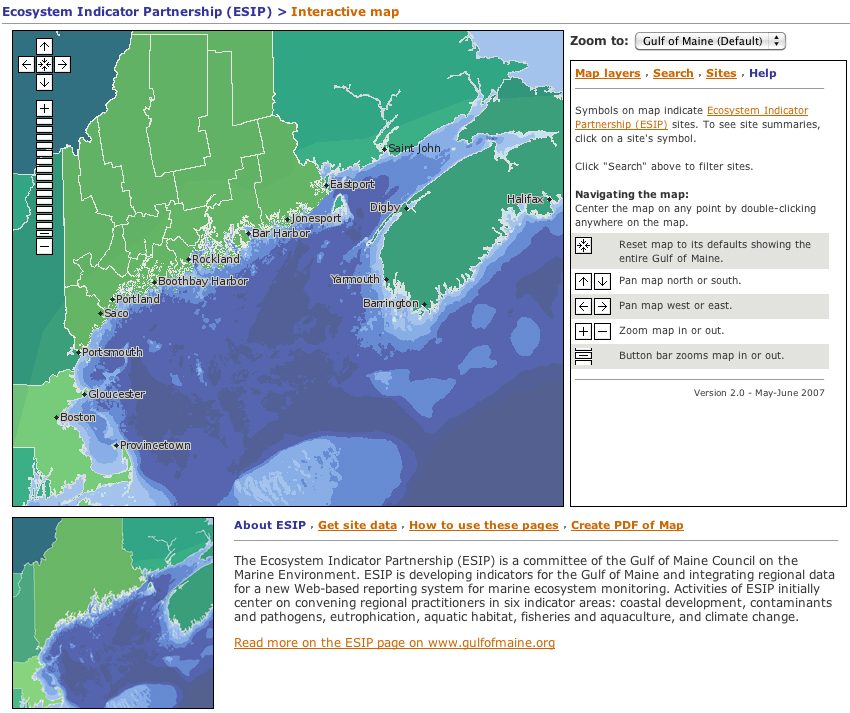 Ecosystem Indicator Partnership (ESIP) > Interactive map
Zoom to: Gulf of Maine (Default)
Saint John
Eastport
Digby
Halifax
Jonesport
Bar Harbor
Rockland
Yarmouth
Boothbay Harbor
Portland
Barrington
Saco
Portsmouth
Gloucester
Boston
Provincetown
Map layers , Search , Sites , Help
Symbols on map indicate Ecosystem Indicator
Partnership (ESIP) sites. To see site summaries,
click on a site's symbol.
Click "Search" above to filter sites.
Navigating the map:
Center the map on any point by double-clicking
anywhere on the map.
Reset map to its defaults showing the
entire Gulf of Maine.
Pan map north or south.
Pan map west or east.
Zoom map in or out.
Button bar zooms map in or out.
Version 2.0 - May-June 2007
About ESIP , Get site data , How to use these pages , Create PDF of Map
The Ecosystem Indicator Partnership (ESIP) is a committee of the Gulf of Maine Council on the
Marine Environment. ESIP is developing indicators for the Gulf of Maine and integrating regional data
for a new Web-based reporting system for marine ecosystem monitoring. Activities of ESIP initially
center on convening regional practitioners in six indicator areas: coastal development, contaminants
and pathogens, eutrophication, aquatic habitat, fisheries and aquaculture, and climate change.
Read more on the ESIP page on www.gulfofmaine.org